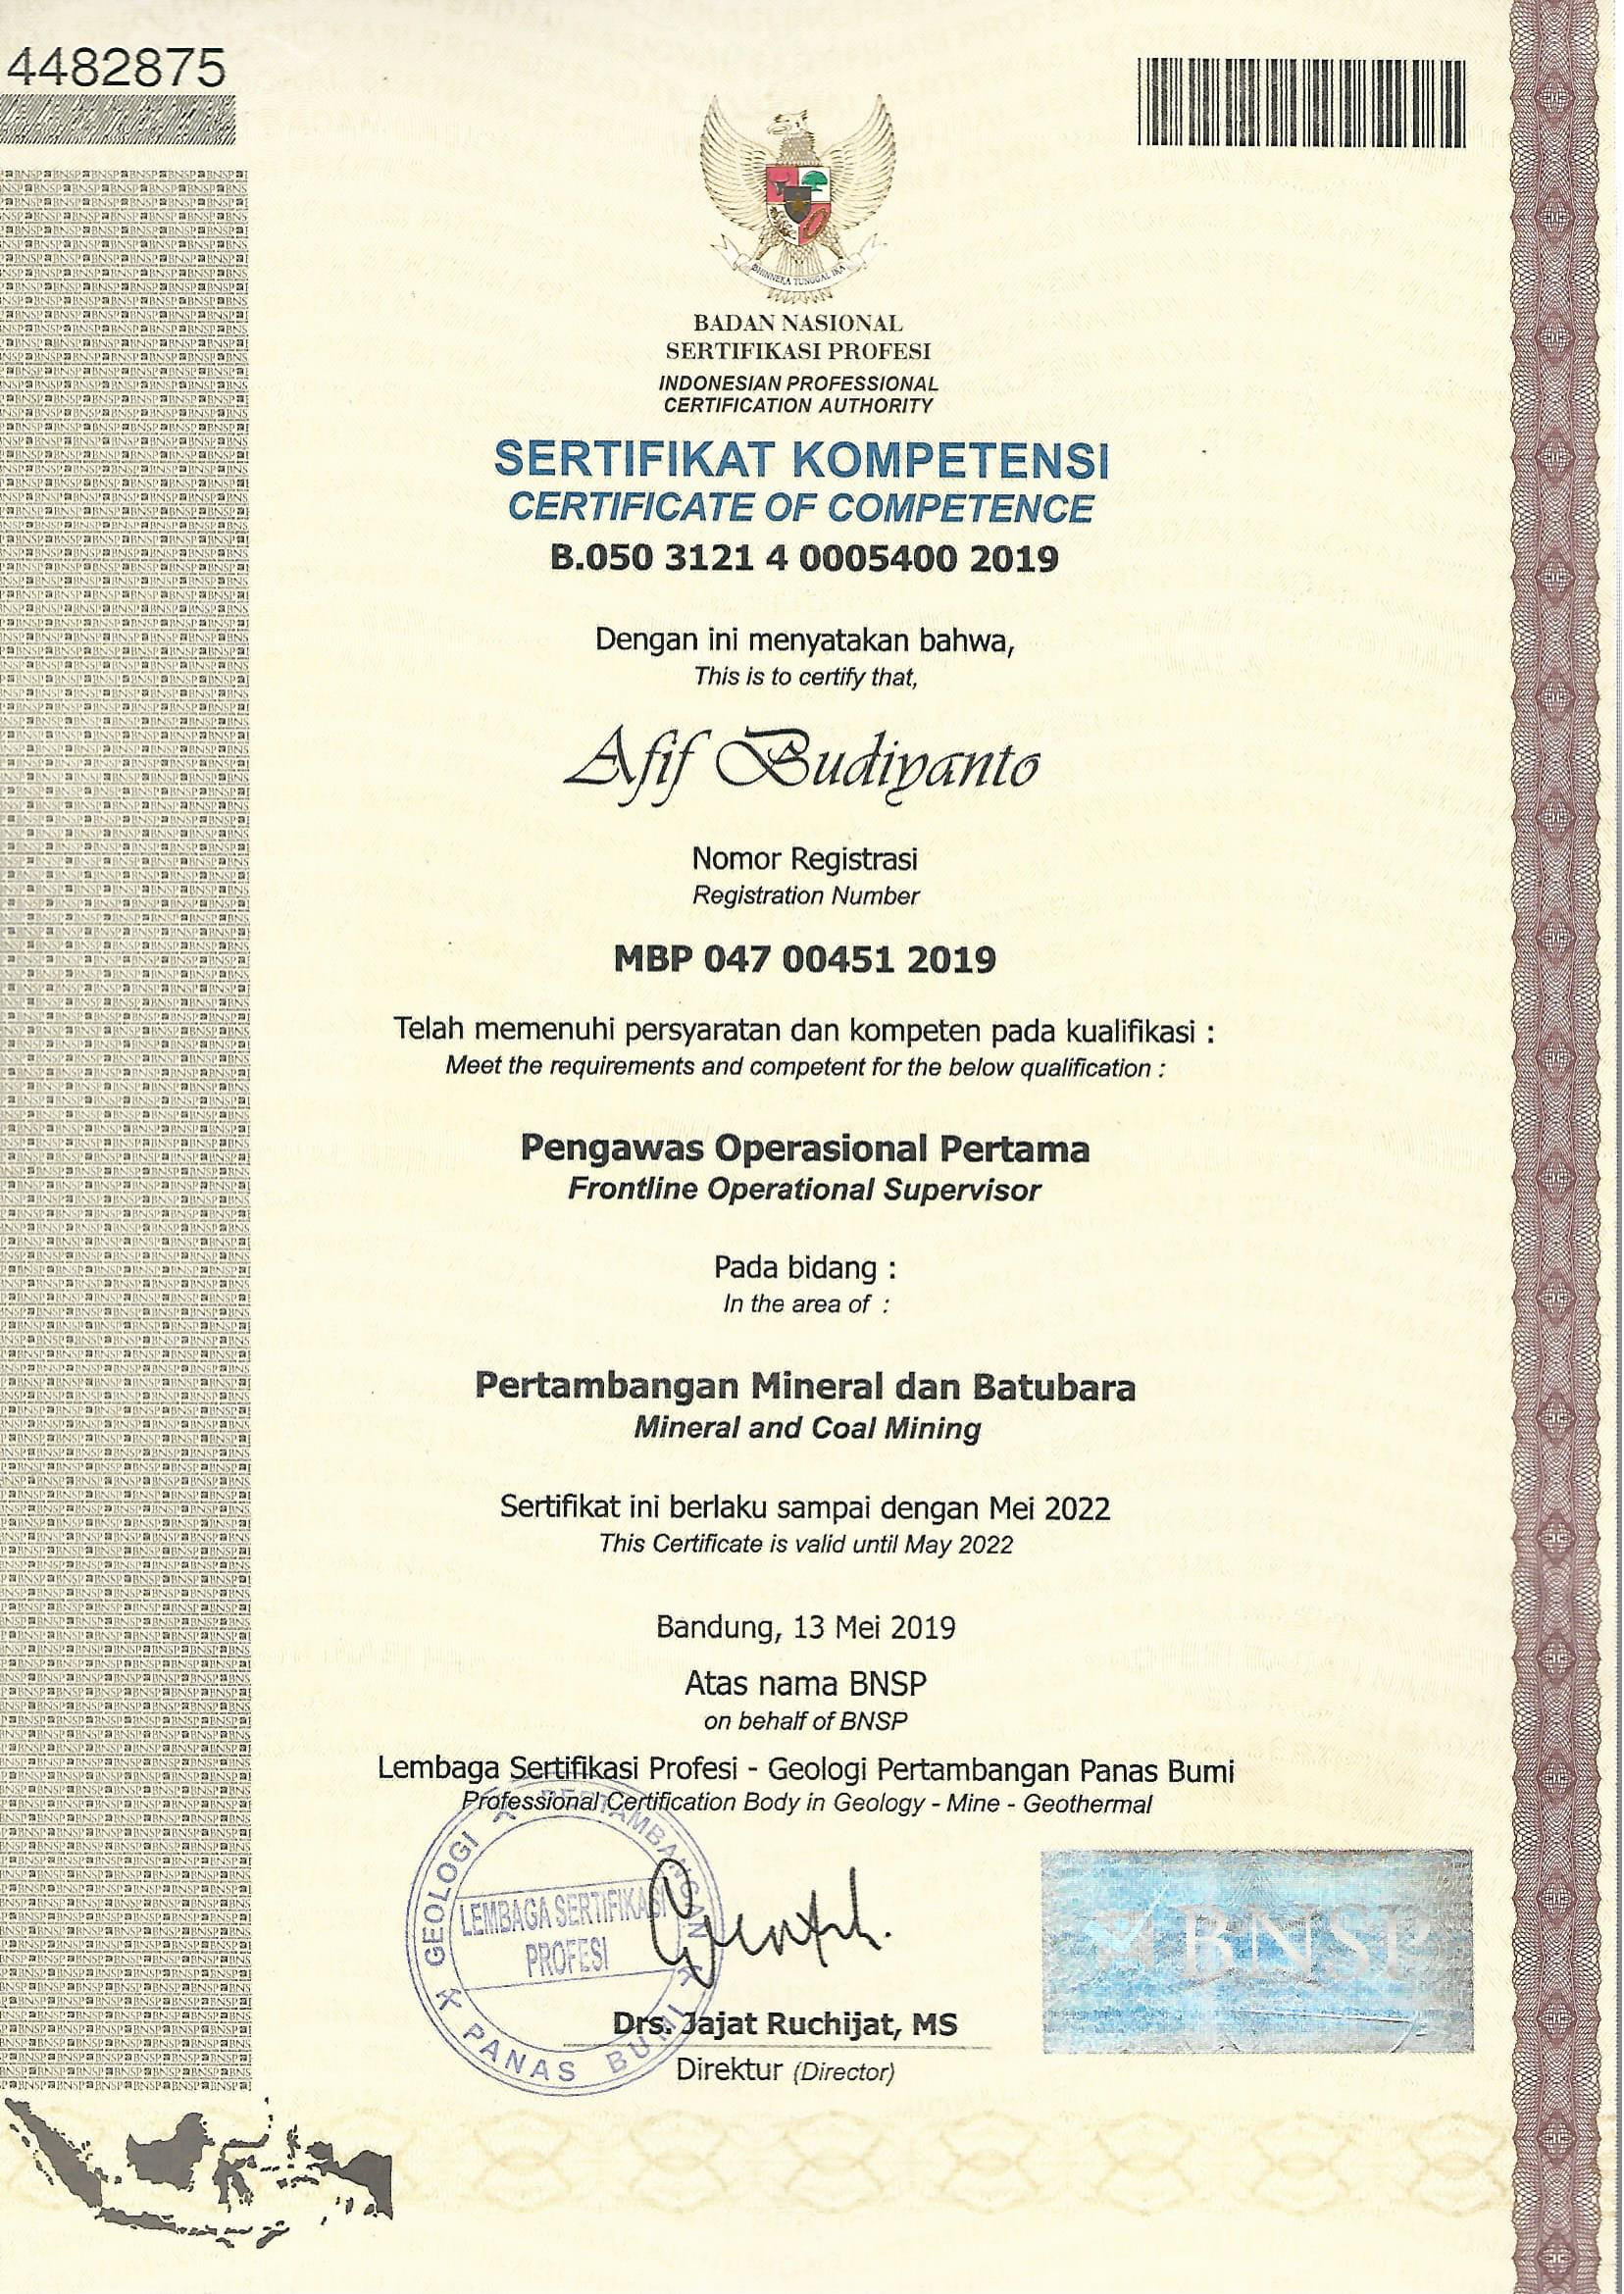 4482875
BHINNEKA TUNGGAL IKA
BADAN NASIONAL
SERTIFIKASI PROFESI
INDONESIAN PROFESSIONAL
CERTIFICATION AUTHORITY
SERTIFIKAT KOMPETENSI
CERTIFICATE OF COMPETENCE
B.050 3121 4 0005400 2019
Dengan ini menyatakan bahwa,
This is to certify that,
Afif Budiyanto
Nomor Registrasi
Registration Number
MBP 047 00451 2019
Telah memenuhi persyaratan dan kompeten pada kualifikasi :
Meet the requirements and competent for the below qualification :
Pengawas Operasional Pertama
Frontline Operational Supervisor
Pada bidang :
In the area of :
Pertambangan Mineral dan Batubara
Mineral and Coal Mining
Sertifikat ini berlaku sampai dengan Mei 2022
This Certificate is valid until May 2022
Bandung, 13 Mei 2019
Atas nama BNSP
on behalf of BNSP
Lembaga Sertifikasi Profesi - Geologi Pertambangan Panas Bumi
Professional Certification Body in Geology - Mine - Geothermal
GEOLOGI PERTAMBANGAN PANAS BUMI
LEMBAGA SERTIFIKASI
PROFESI
BNSP
Drs. Jajat Ruchijat, MS
Direktur (Director)